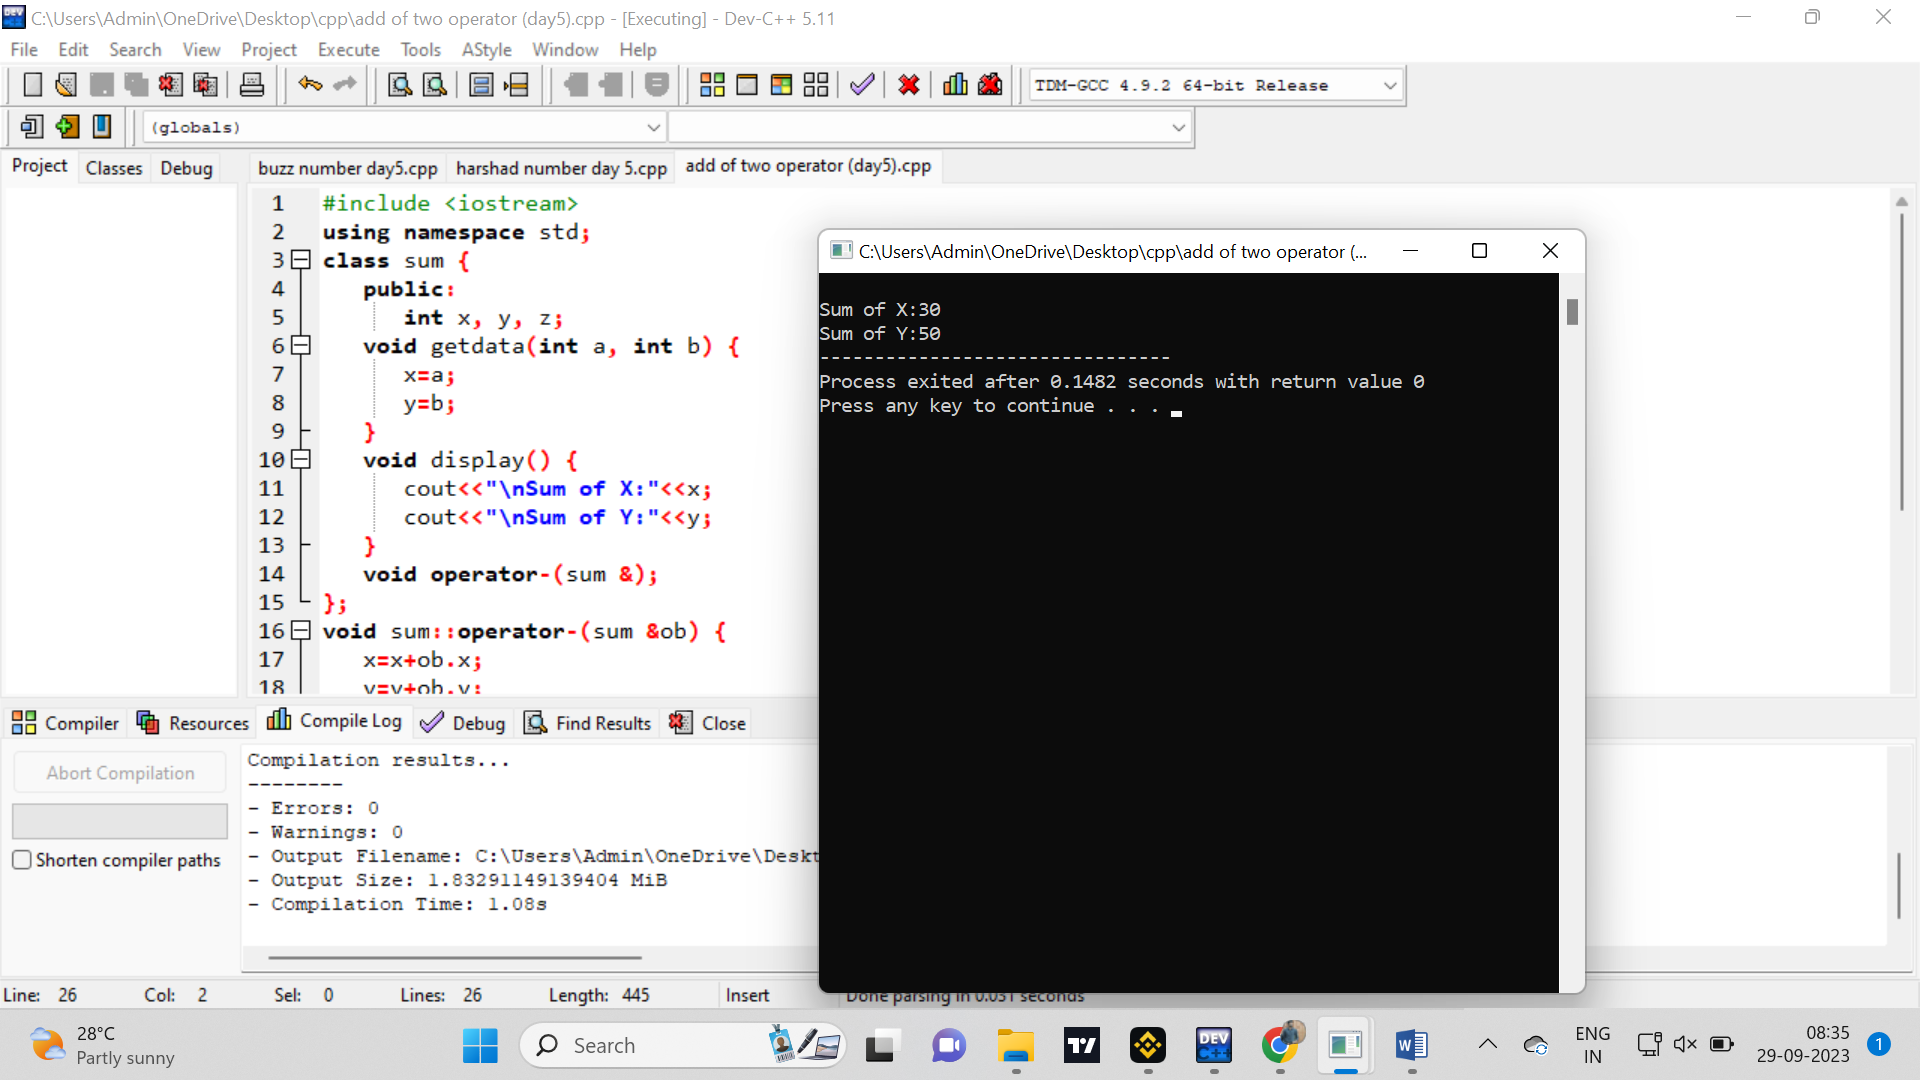 C:\Users\Admin\OneDrive\Desktop\cpp\add of two operator (day5).cpp - [Executing] - Dev-C++ 5.11
File Edit Search View Project Execute Tools AStyle Window Help
TDM-GCC 4.9.2 64-bit Release
(globals)
Project Classes Debug
buzz number day5.cpp harshad number day 5.cpp add of two operator (day5).cpp
1 #include <iostream>
2 using namespace std;
3 class sum {
4 public:
5 int x, y, z;
6 void getdata(int a, int b) {
7 x=a;
8 y=b;
9 }
10 void display() {
11 cout<<"\nSum of X:"<<x;
12 cout<<"\nSum of Y:"<<y;
13 }
14 void operator-(sum &);
15 };
16 void sum::operator-(sum &ob) {
17 x=x+ob.x;
18 y=y+ob.y;
C:\Users\Admin\OneDrive\Desktop\cpp\add of two operator (...
Sum of X:30
Sum of Y:50
--------------------------------
Process exited after 0.1482 seconds with return value 0
Press any key to continue . . .
Compiler Resources Compile Log Debug Find Results Close
Abort Compilation
Shorten compiler paths
Compilation results...
--------
- Errors: 0
- Warnings: 0
- Output Filename: C:\Users\Admin\OneDrive\Deskt
- Output Size: 1.83291149139404 MiB
- Compilation Time: 1.08s
Line: 26 Col: 2 Sel: 0 Lines: 26 Length: 445 Insert Done parsing in 0.031 seconds
28°C
Partly sunny
Search
DEV
C++
ENG
IN
08:35
29-09-2023
1